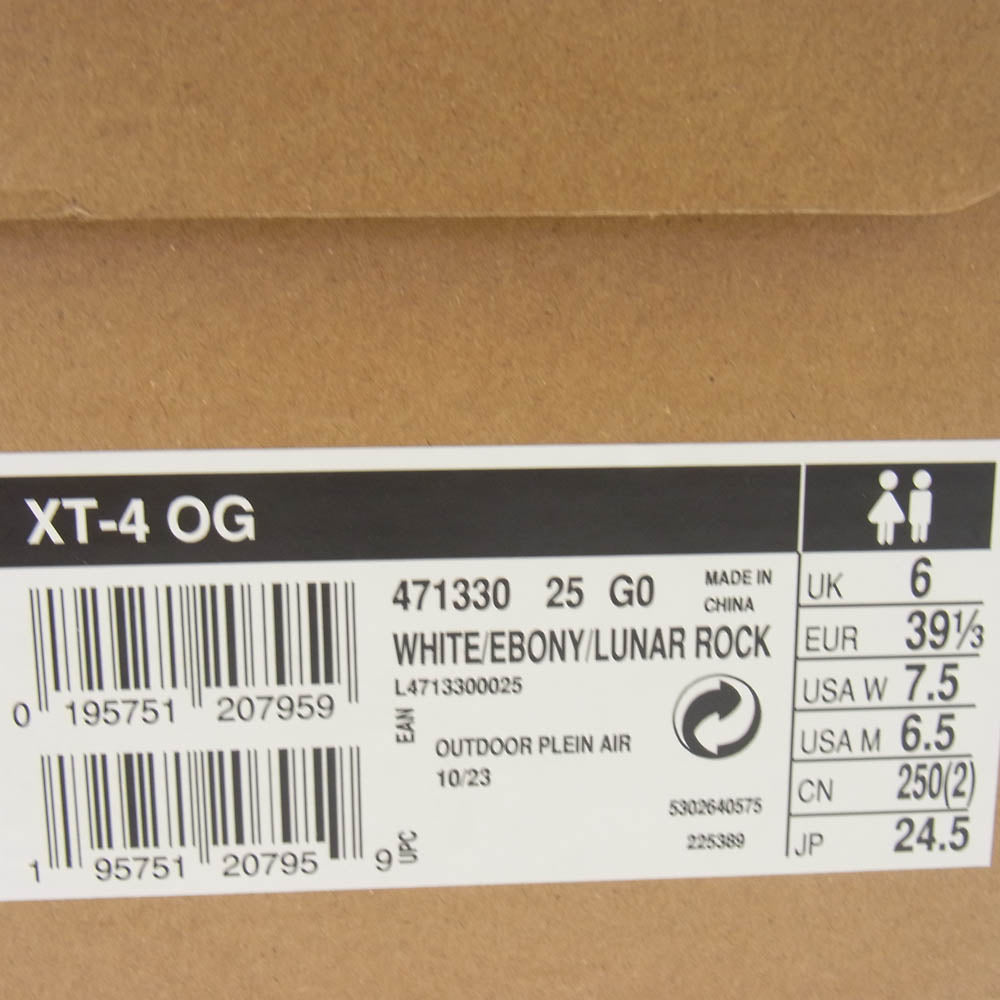 XT-4 OG
471330 25 G0
MADE IN
CHINA
WHITE/EBONY/LUNAR ROCK
L4713300025
0 195751 207959
EAN
OUTDOOR PLEIN AIR
10/23
5302640575
225389
1 95751 20795 9
UPC
UK 6
EUR 39⅓
USA W 7.5
USA M 6.5
CN 250(2)
JP 24.5